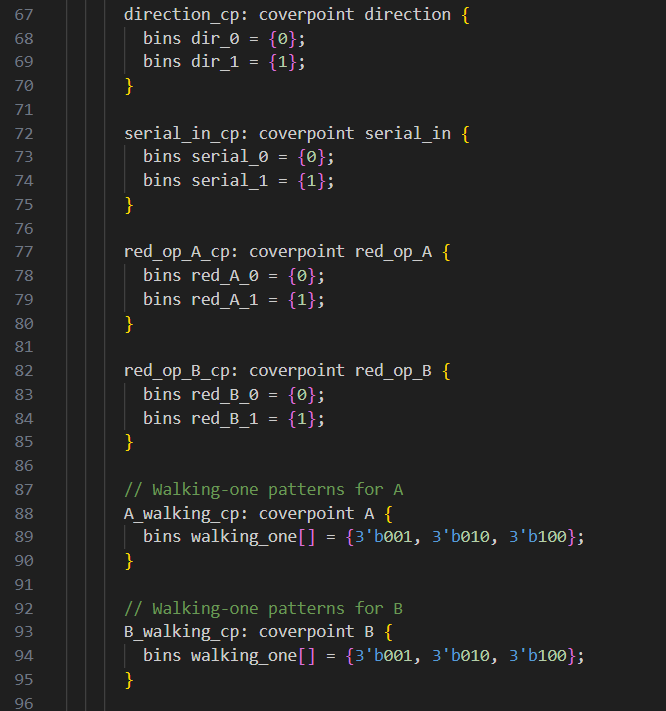 67 direction_cp: coverpoint direction {
68 bins dir_0 = {0};
69 bins dir_1 = {1};
70 }
71
72 serial_in_cp: coverpoint serial_in {
73 bins serial_0 = {0};
74 bins serial_1 = {1};
75 }
76
77 red_op_A_cp: coverpoint red_op_A {
78 bins red_A_0 = {0};
79 bins red_A_1 = {1};
80 }
81
82 red_op_B_cp: coverpoint red_op_B {
83 bins red_B_0 = {0};
84 bins red_B_1 = {1};
85 }
86
87 // Walking-one patterns for A
88 A_walking_cp: coverpoint A {
89 bins walking_one[] = {3'b001, 3'b010, 3'b100};
90 }
91
92 // Walking-one patterns for B
93 B_walking_cp: coverpoint B {
94 bins walking_one[] = {3'b001, 3'b010, 3'b100};
95 }
96